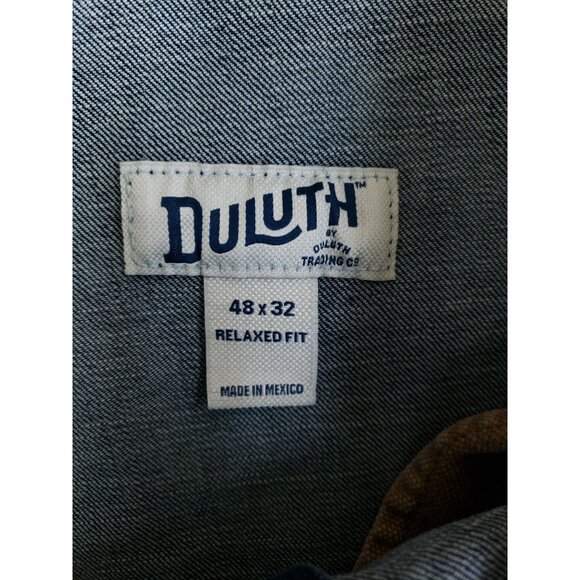 DULUTH™
BY
DULUTH
TRADING Cº
48 x 32
RELAXED FIT
MADE IN MEXICO